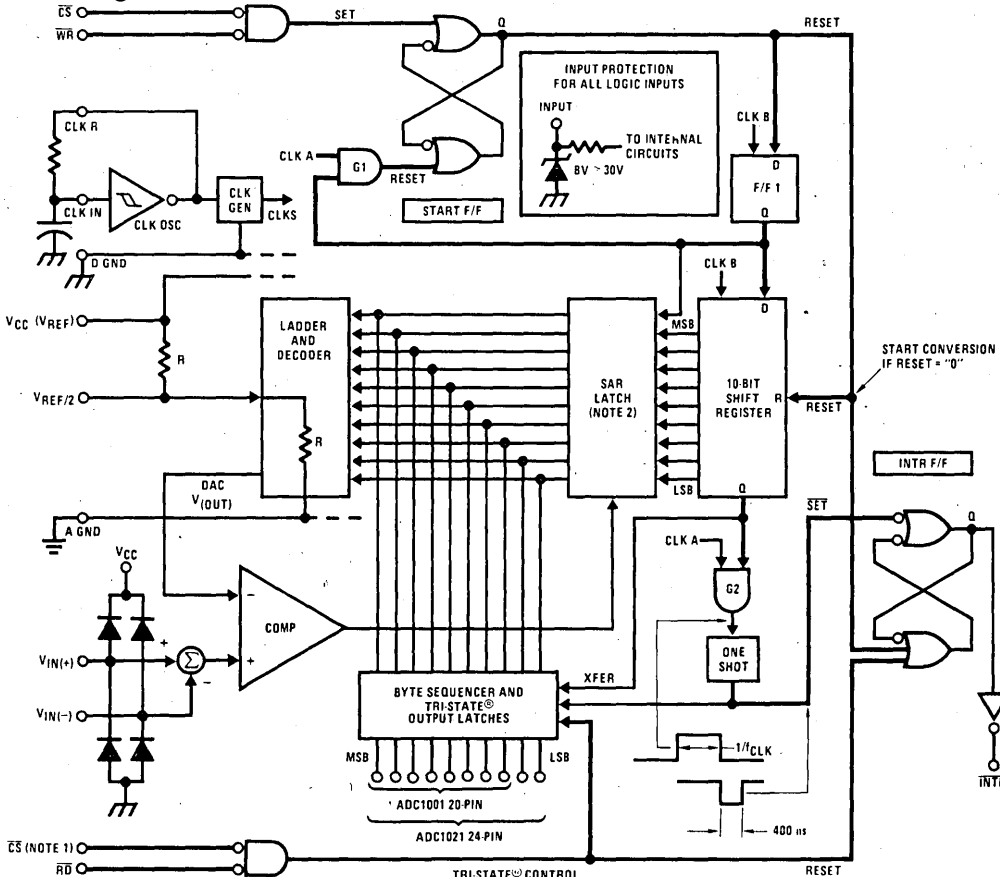 CS
WR
SET
Q
RESET
INPUT PROTECTION
FOR ALL LOGIC INPUTS
INPUT
TO INTERNAL
CIRCUITS
8V - 30V
CLK R
CLK IN
CLK OSC
CLK
GEN
CLKS
D GND
CLK A
G1
RESET
START F/F
CLK B
D
F/F 1
Q
CLK B
VCC (VREF)
R
VREF/2
LADDER
AND
DECODER
R
DAC
V(OUT)
A GND
MSB
SAR
LATCH
(NOTE 2)
LSB
D
10-BIT
SHIFT
REGISTER
R
Q
RESET
START CONVERSION
IF RESET = "0"
INTR F/F
SET
Q
CLK A
G2
ONE
SHOT
XFER
VCC
VIN(+)
VIN(-)
+
-
Σ
-
+
COMP
BYTE SEQUENCER AND
TRI-STATE®
OUTPUT LATCHES
MSB
LSB
ADC1001 20-PIN
ADC1021 24-PIN
1/fCLK
400 ns
CS (NOTE 1)
RD
TRI-STATE® CONTROL
RESET